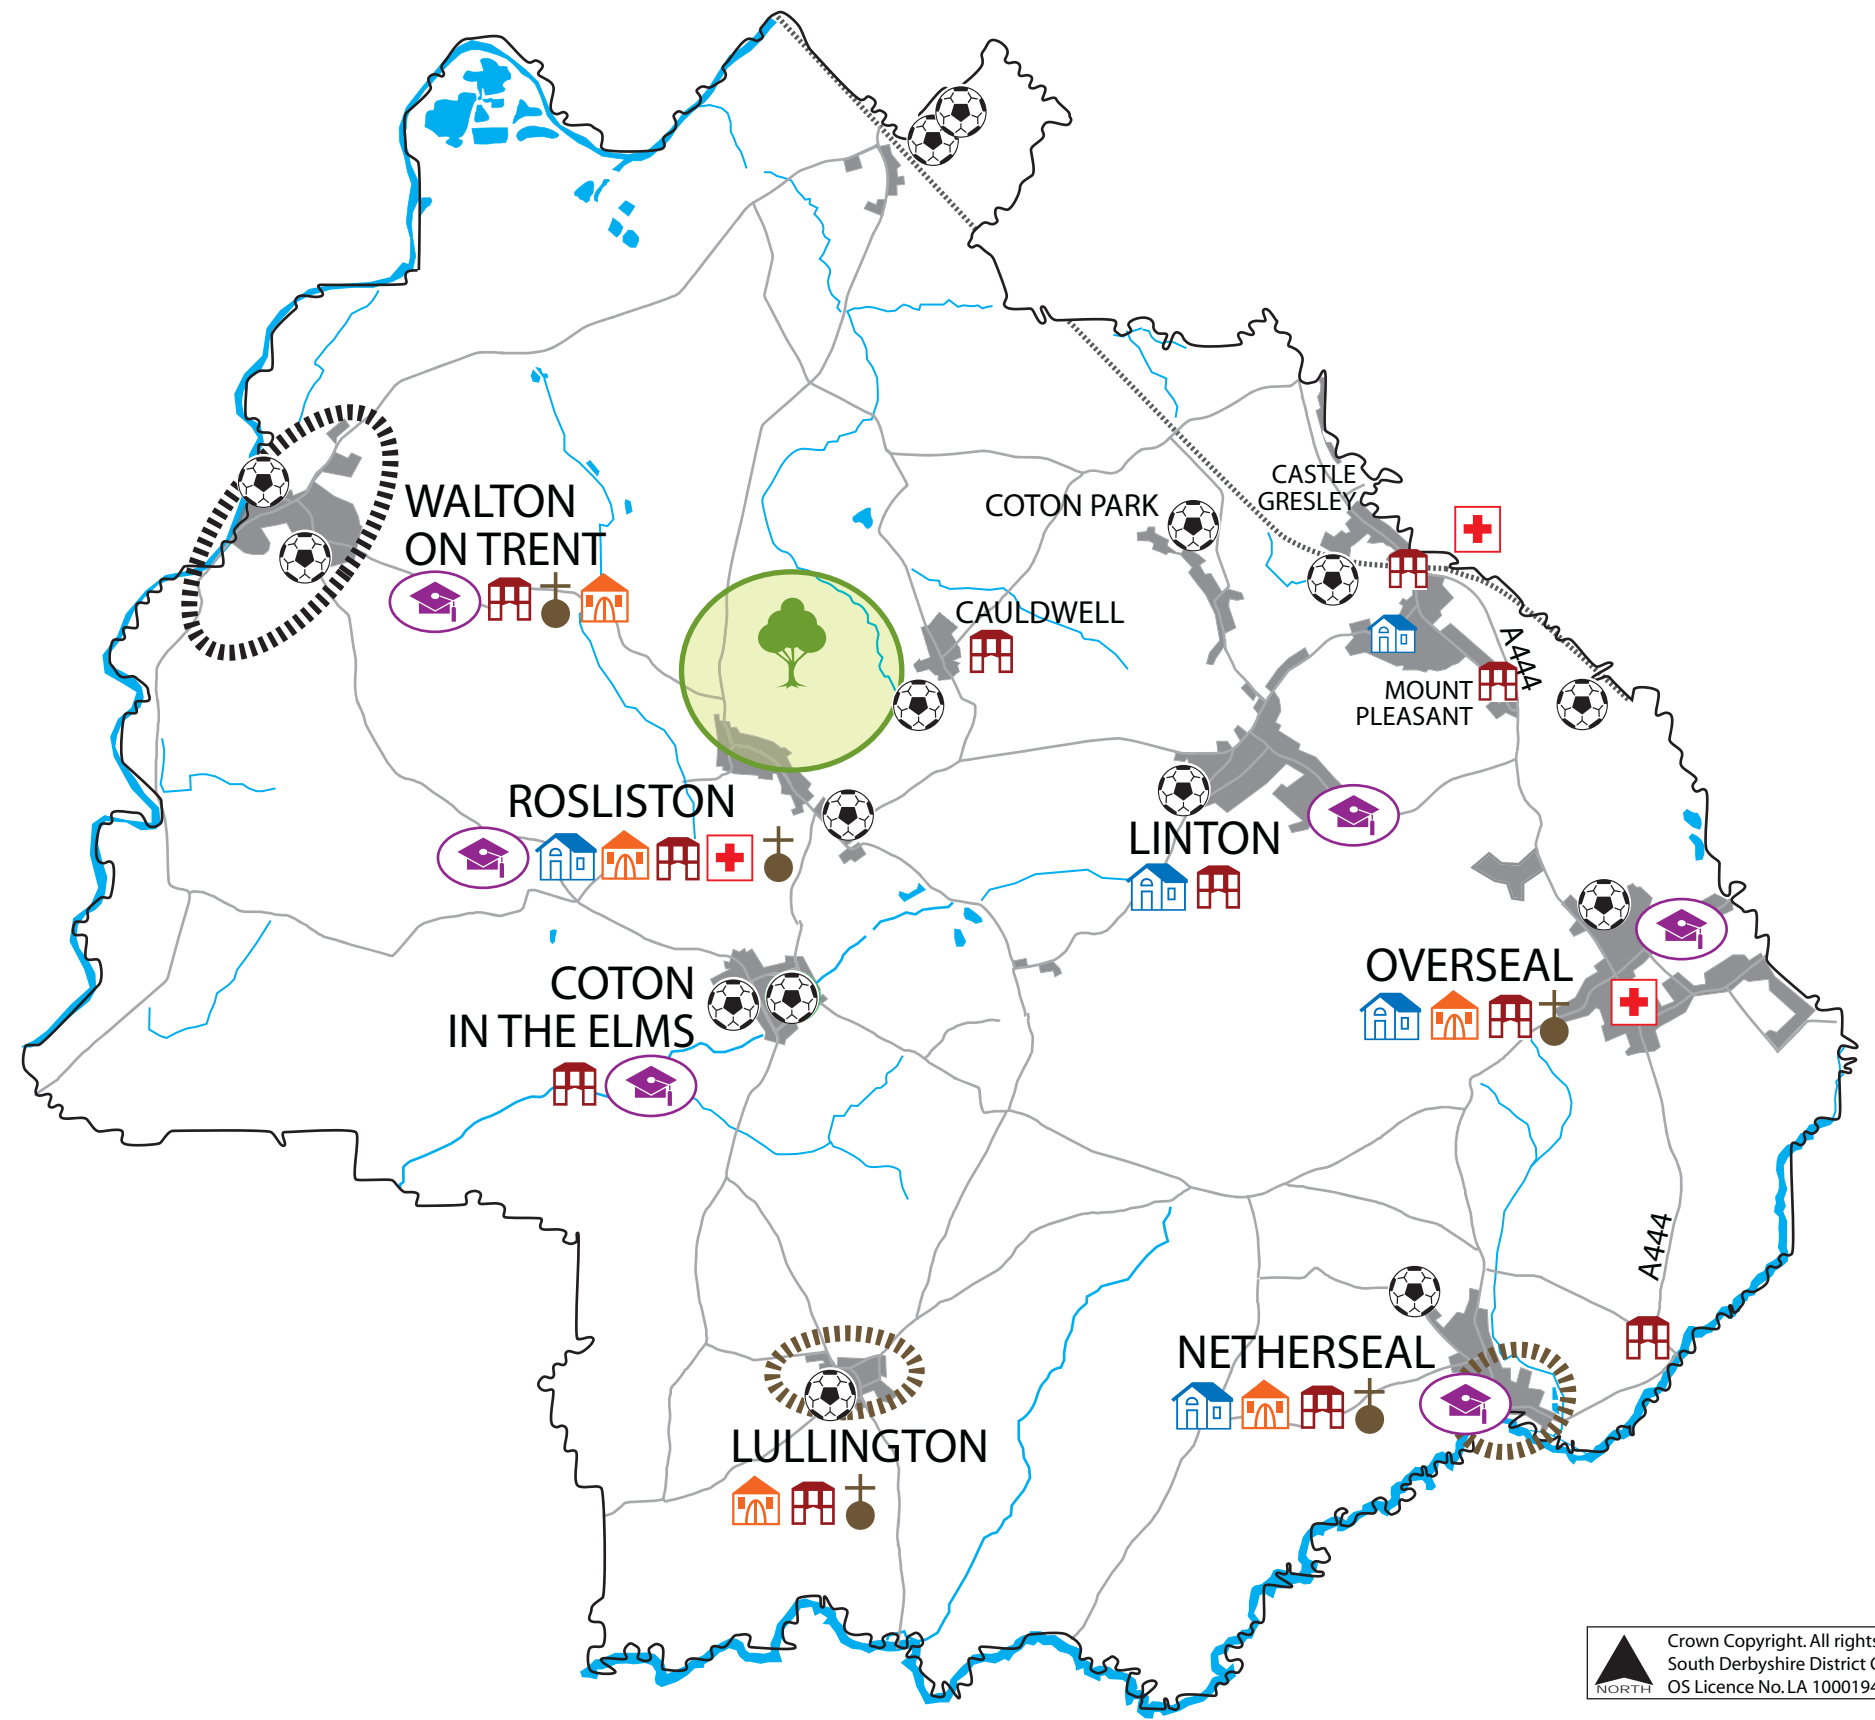 CASTLE
GRESLEY
COTON PARK
WALTON
ON TRENT
CAULDWELL
A444
MOUNT
PLEASANT
ROSLISTON
LINTON
OVERSEAL
COTON
IN THE ELMS
A444
NETHERSEAL
LULLINGTON
NORTH
Crown Copyright. All rights
South Derbyshire District
OS Licence No. LA